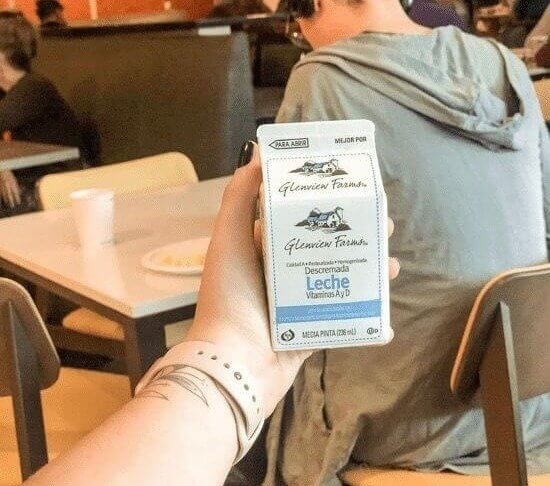 PARA ABRIR
MEJOR POR
Glenview Farms
Glenview Farms
Calidad A • Pasteurizada • Homogeneizada
Descremada
Leche
Vitaminas A y D
MEDIA PINTA (236 mL)